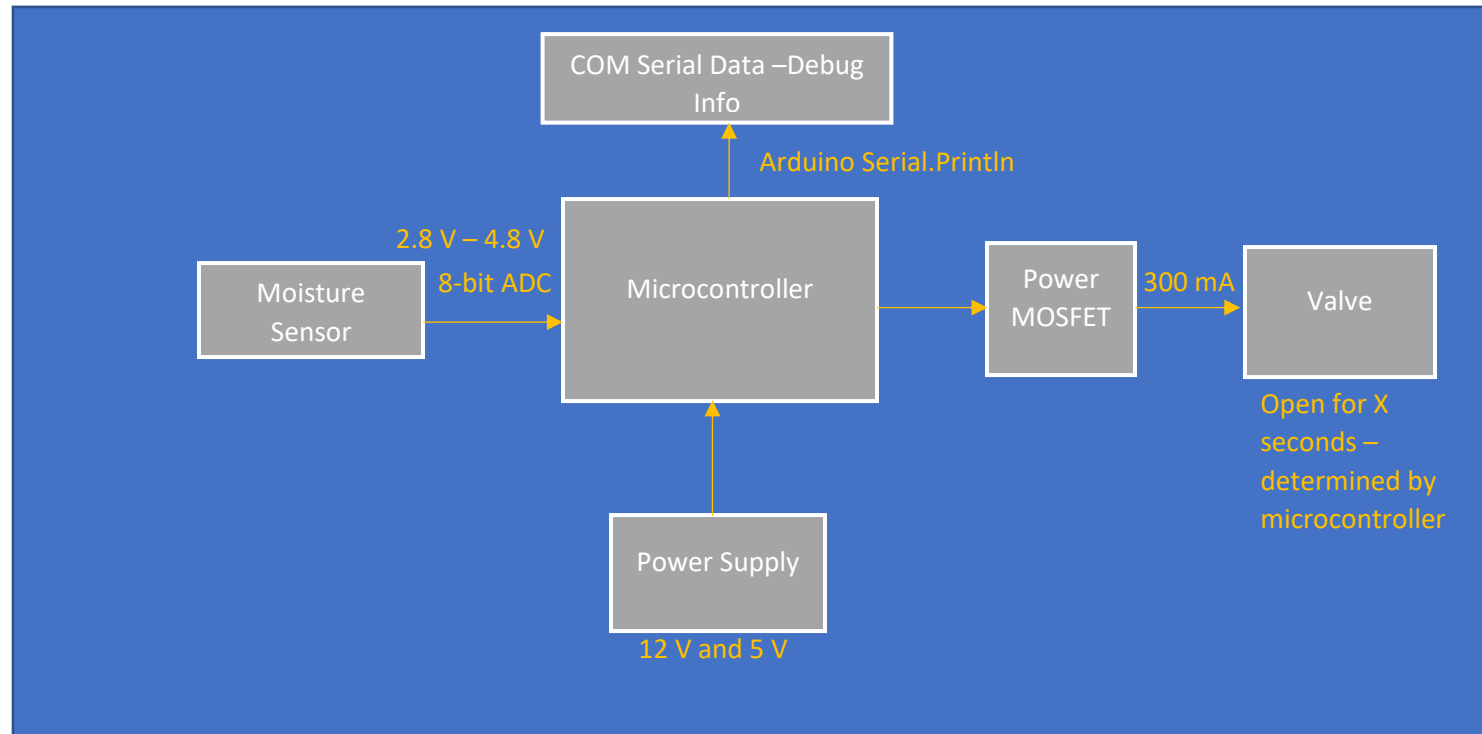 COM Serial Data –Debug
Info
Arduino Serial.Println
2.8 V – 4.8 V
8-bit ADC
Moisture
Sensor
Microcontroller
Power
MOSFET
300 mA
Valve
Open for X
seconds –
determined by
microcontroller
Power Supply
12 V and 5 V